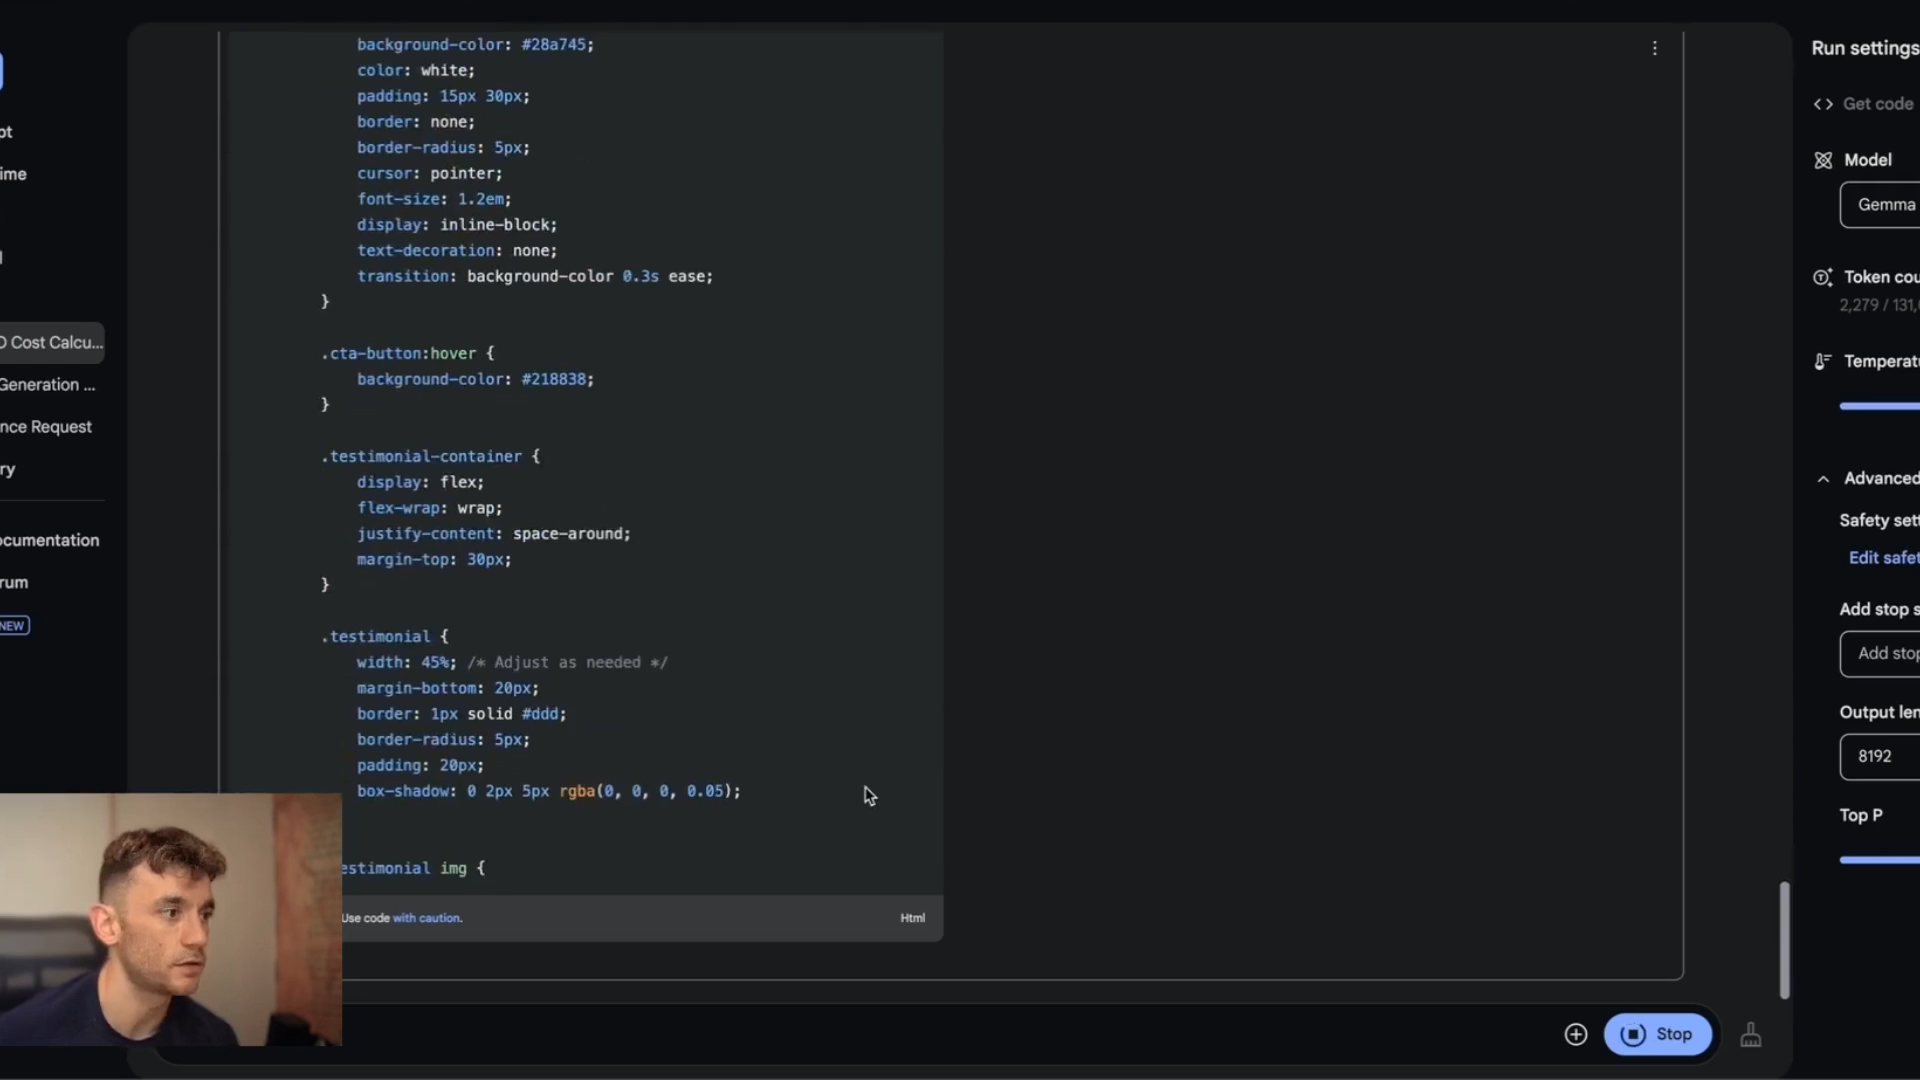 background-color: #28a745;
color: white;
padding: 15px 30px;
border: none;
border-radius: 5px;
cursor: pointer;
font-size: 1.2em;
display: inline-block;
text-decoration: none;
transition: background-color 0.3s ease;
}
.cta-button:hover {
background-color: #218838;
}
.testimonial-container {
display: flex;
flex-wrap: wrap;
justify-content: space-around;
margin-top: 30px;
}
.testimonial {
width: 45%; /* Adjust as needed */
margin-bottom: 20px;
border: 1px solid #ddd;
border-radius: 5px;
padding: 20px;
box-shadow: 0 2px 5px rgba(0, 0, 0, 0.05);
estimonial img {
Use code with caution.
Html
Stop
pt
ime
l
O Cost Calcu...
Generation ...
nce Request
ry
ocumentation
rum
NEW
Run settings
Get code
Model
Gemma
Token cou
2,279 / 131,
Temperatu
Advanced
Safety sett
Edit safet
Add stop s
Add stop
Output len
8192
Top P